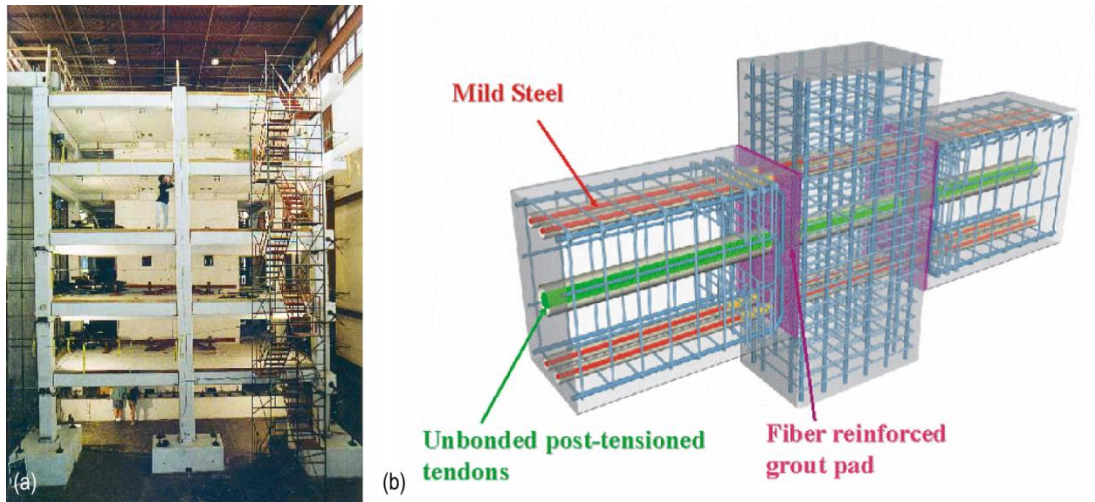 (a)
Mild Steel
Unbonded post-tensioned
tendons
(b)
Fiber reinforced
grout pad